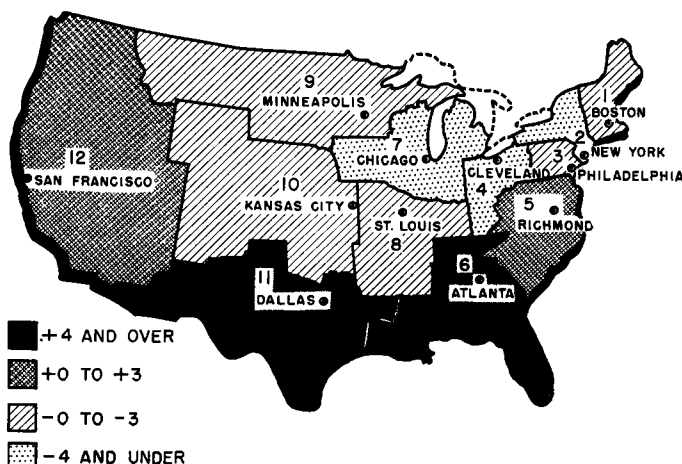 9
MINNEAPOLIS
1
BOSTON
2
NEW YORK
12
SAN FRANCISCO
7
CHICAGO
CLEVELAND
4
3
PHILADELPHIA
10
KANSAS CITY
ST. LOUIS
8
5
RICHMOND
6
ATLANTA
11
DALLAS
+4 AND OVER
+0 TO +3
-0 TO -3
-4 AND UNDER